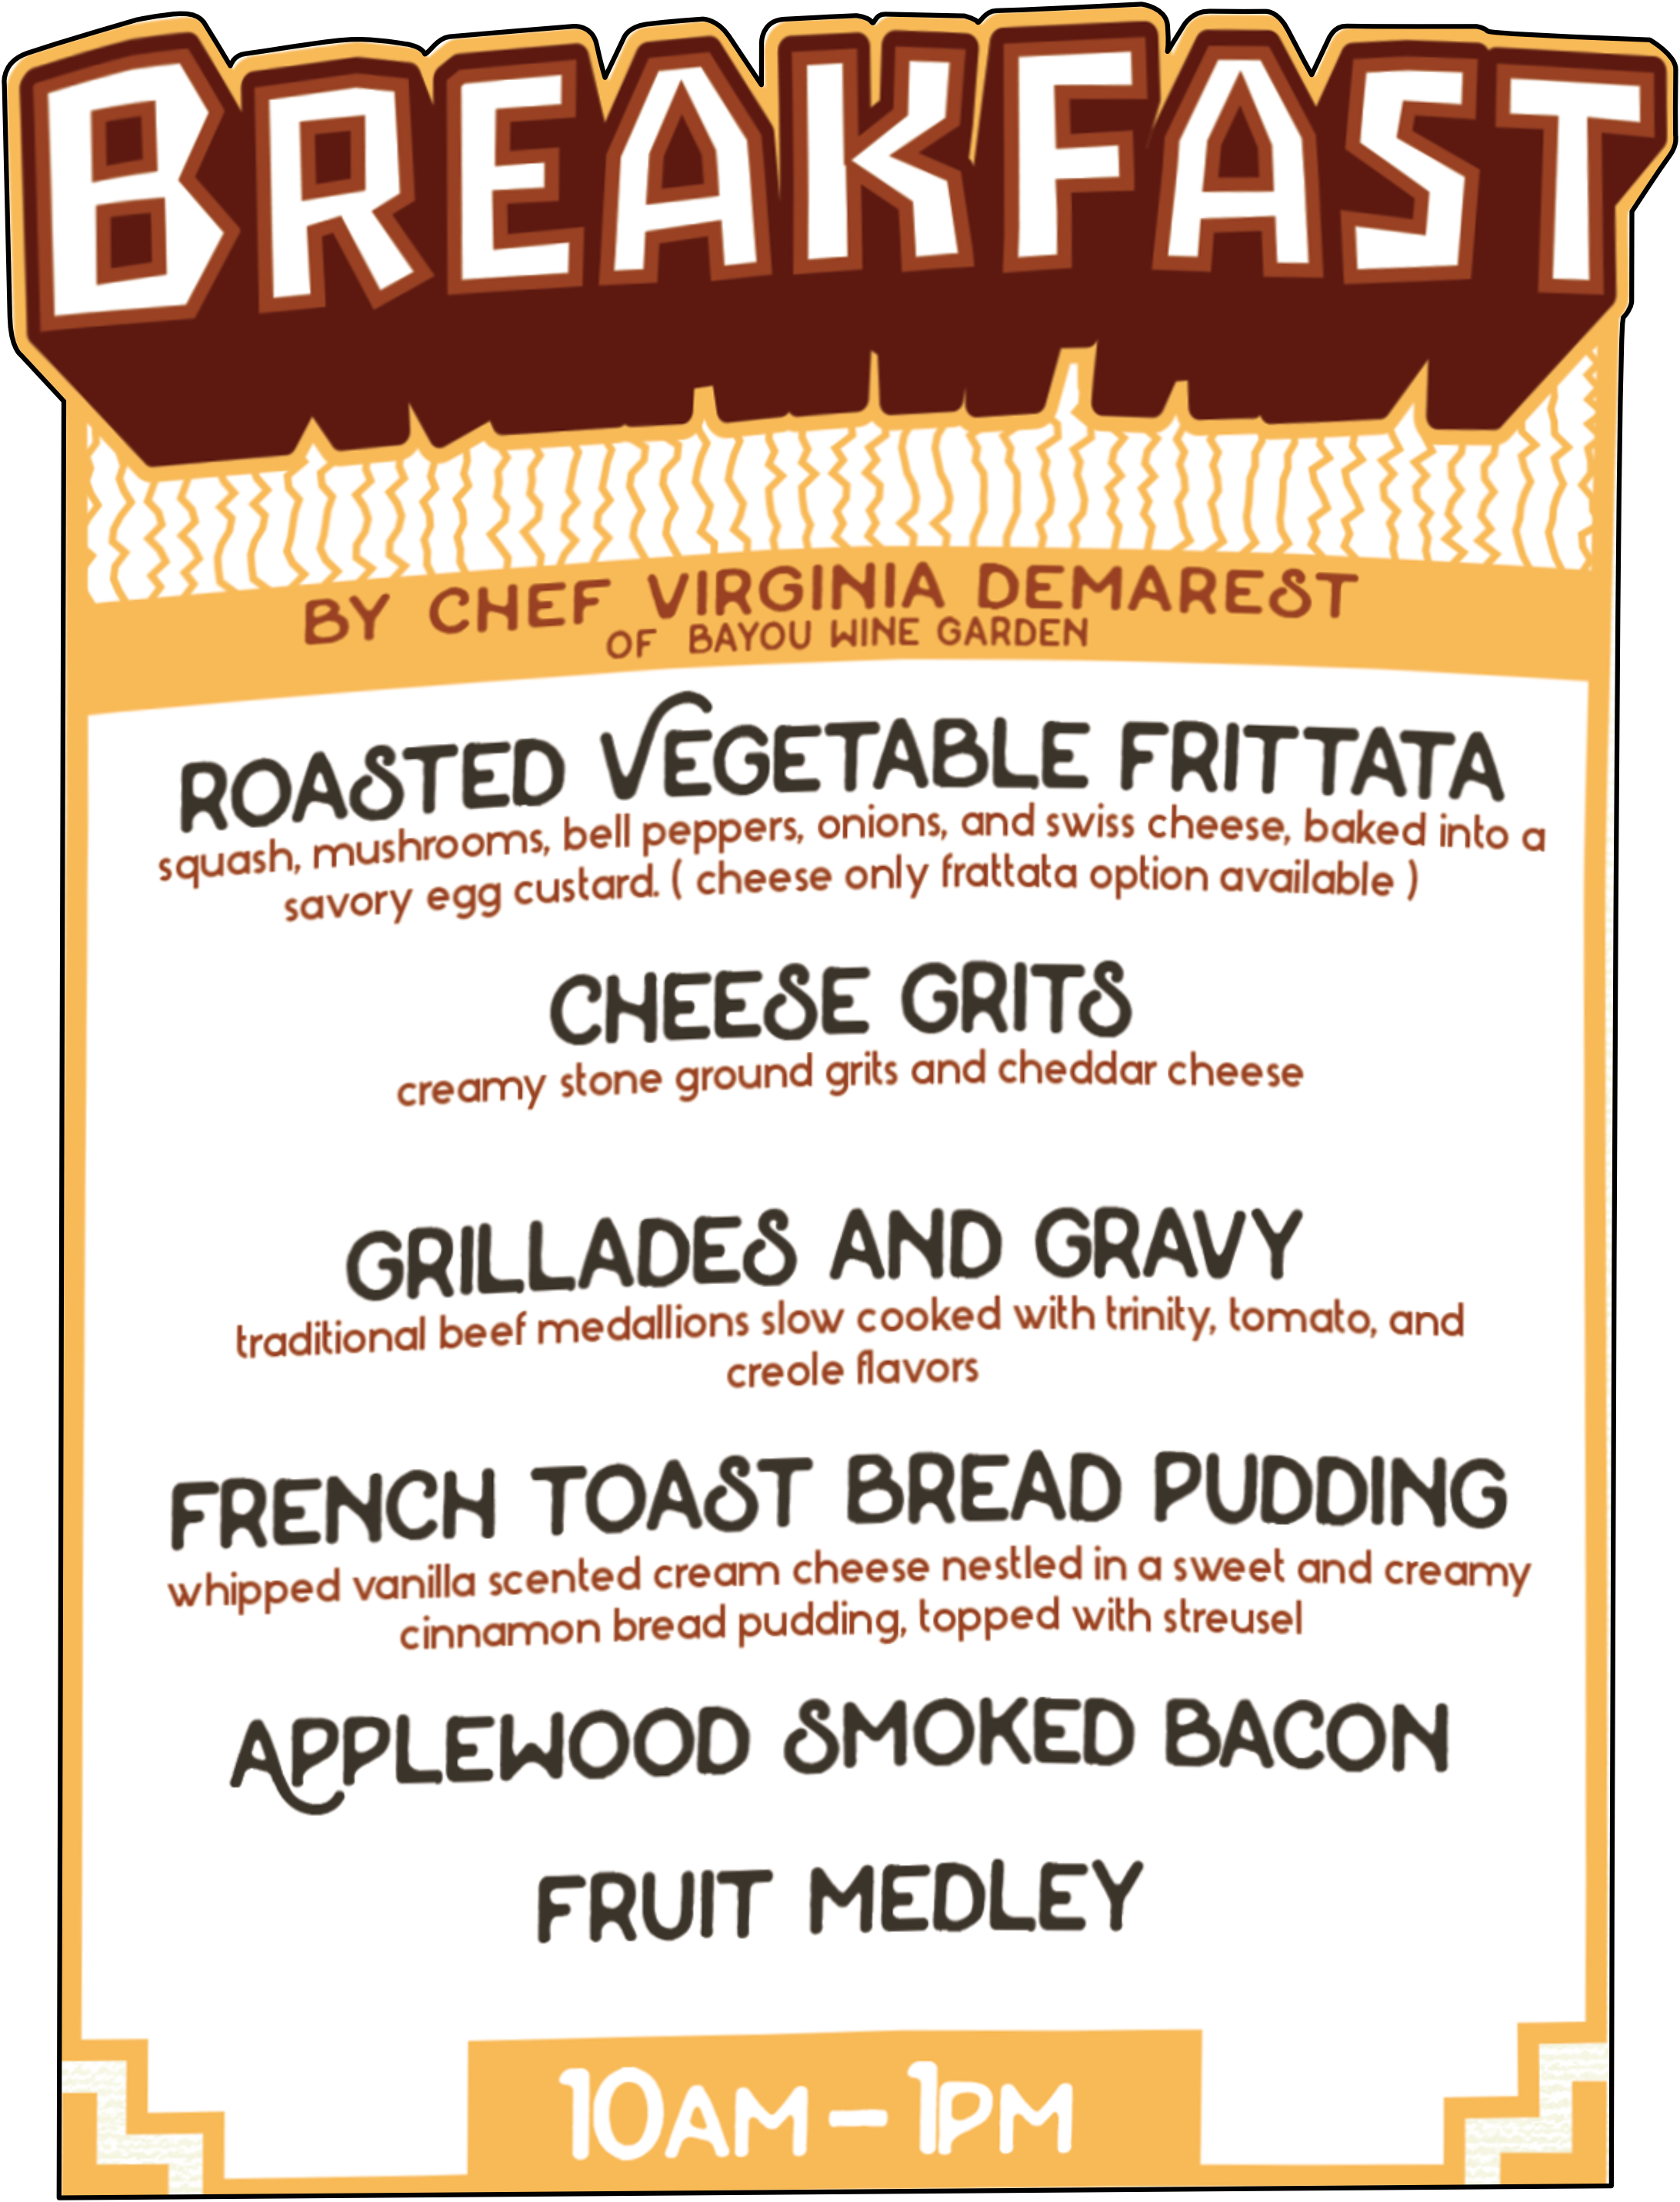 BREAKFAST
BY CHEF VIRGINIA DEMAREST
OF BAYOU WINE GARDEN
ROASTED VEGETABLE FRITTATA
squash, mushrooms, bell peppers, onions, and swiss cheese, baked into a
savory egg custard. ( cheese only frattata option available )
CHEESE GRITS
creamy stone ground grits and cheddar cheese
GRILLADES AND GRAVY
traditional beef medallions slow cooked with trinity, tomato, and
creole flavors
FRENCH TOAST BREAD PUDDING
whipped vanilla scented cream cheese nestled in a sweet and creamy
cinnamon bread pudding, topped with streusel
APPLEWOOD SMOKED BACON
FRUIT MEDLEY
10AM-1PM